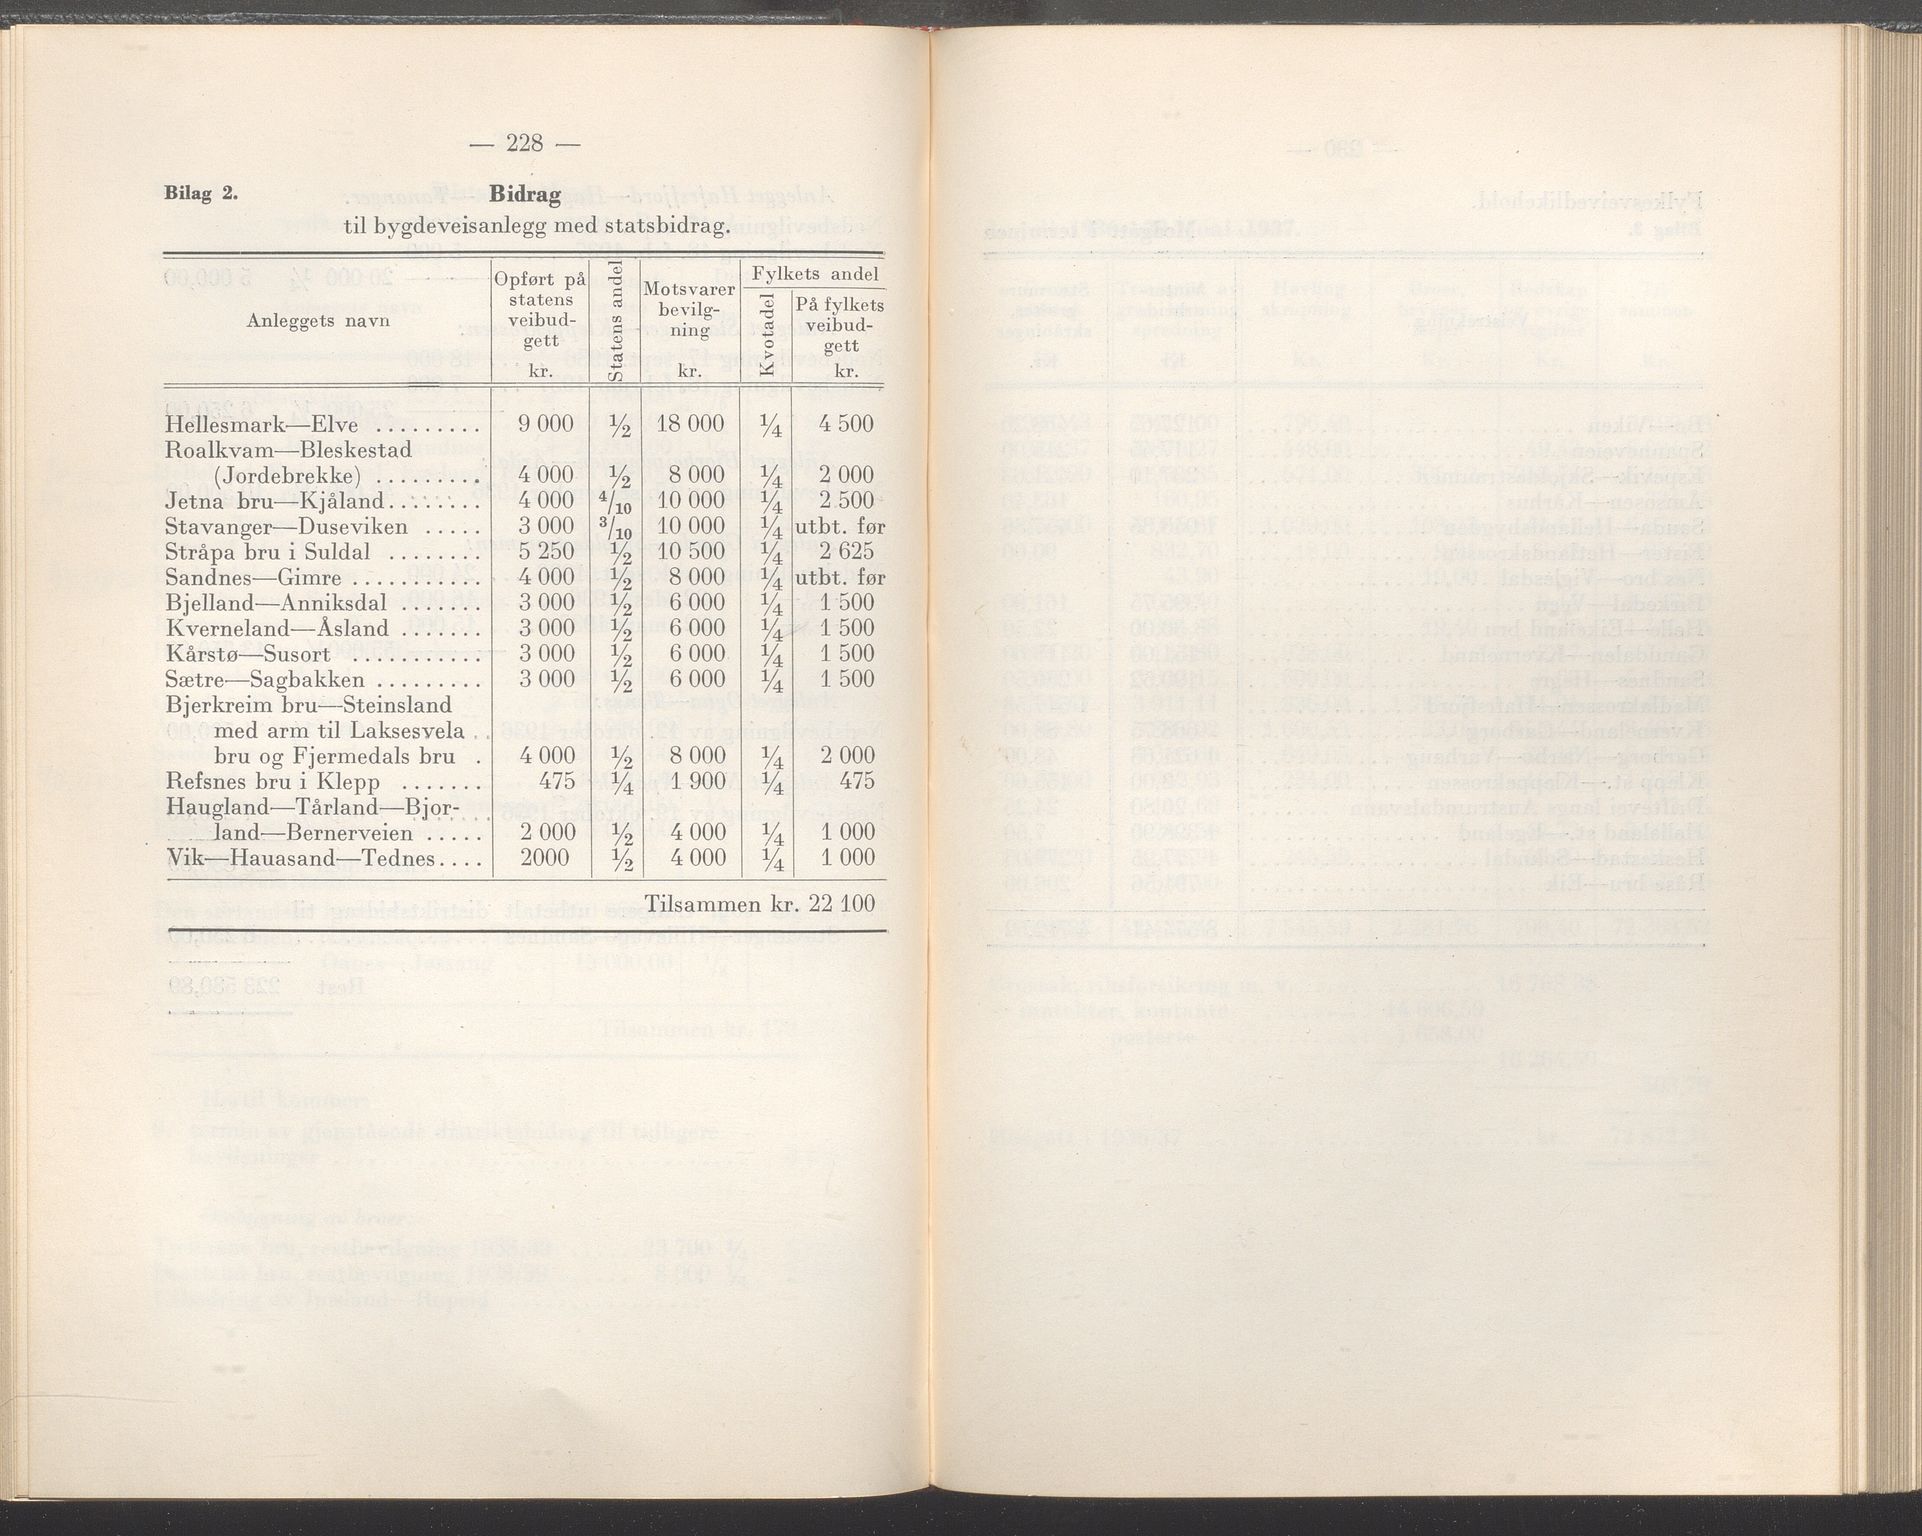 — 228 —
Bilag 2. Bidrag
til bygdeveisanlegg med statsbidrag.
Anleggets navn
Opført på statens veibudgett kr.
Statens andel
Motsvarer bevilgning kr.
Fylkets andel
Kvotadel
På fylkets veibudgett kr.
Hellesmark—Elve ......... 9 000 1/2 18 000 1/4 4 500
Roalkvam—Bleskestad
(Jordebrekke) ......... 4 000 1/2 8 000 1/4 2 000
Jetna bru—Kjåland........ 4 000 4/10 10 000 1/4 2 500
Stavanger—Duseviken ..... 3 000 3/10 10 000 1/4 utbt. før
Stråpa bru i Suldal ....... 5 250 1/2 10 500 1/4 2 625
Sandnes—Gimre ........... 4 000 1/2 8 000 1/4 utbt. før
Bjelland—Anniksdal ....... 3 000 1/2 6 000 1/4 1 500
Kverneland—Åsland ....... 3 000 1/2 6 000 1/4 1 500
Kårstø—Susort ........... 3 000 1/2 6 000 1/4 1 500
Sætre—Sagbakken ......... 3 000 1/2 6 000 1/4 1 500
Bjerkreim bru—Steinsland
med arm til Laksesvela ..
bru og Fjermedals bru . 4 000 1/2 8 000 1/4 2 000
Refsnes bru i Klepp ....... 475 1/4 1 900 1/4 475
Haugland—Tårland—Bjor-
land—Bernerveien ..... 2 000 1/2 4 000 1/4 1 000
Vik—Hauasand—Tednes.... 2000 1/2 4 000 1/4 1 000
Tilsammen kr. 22 100